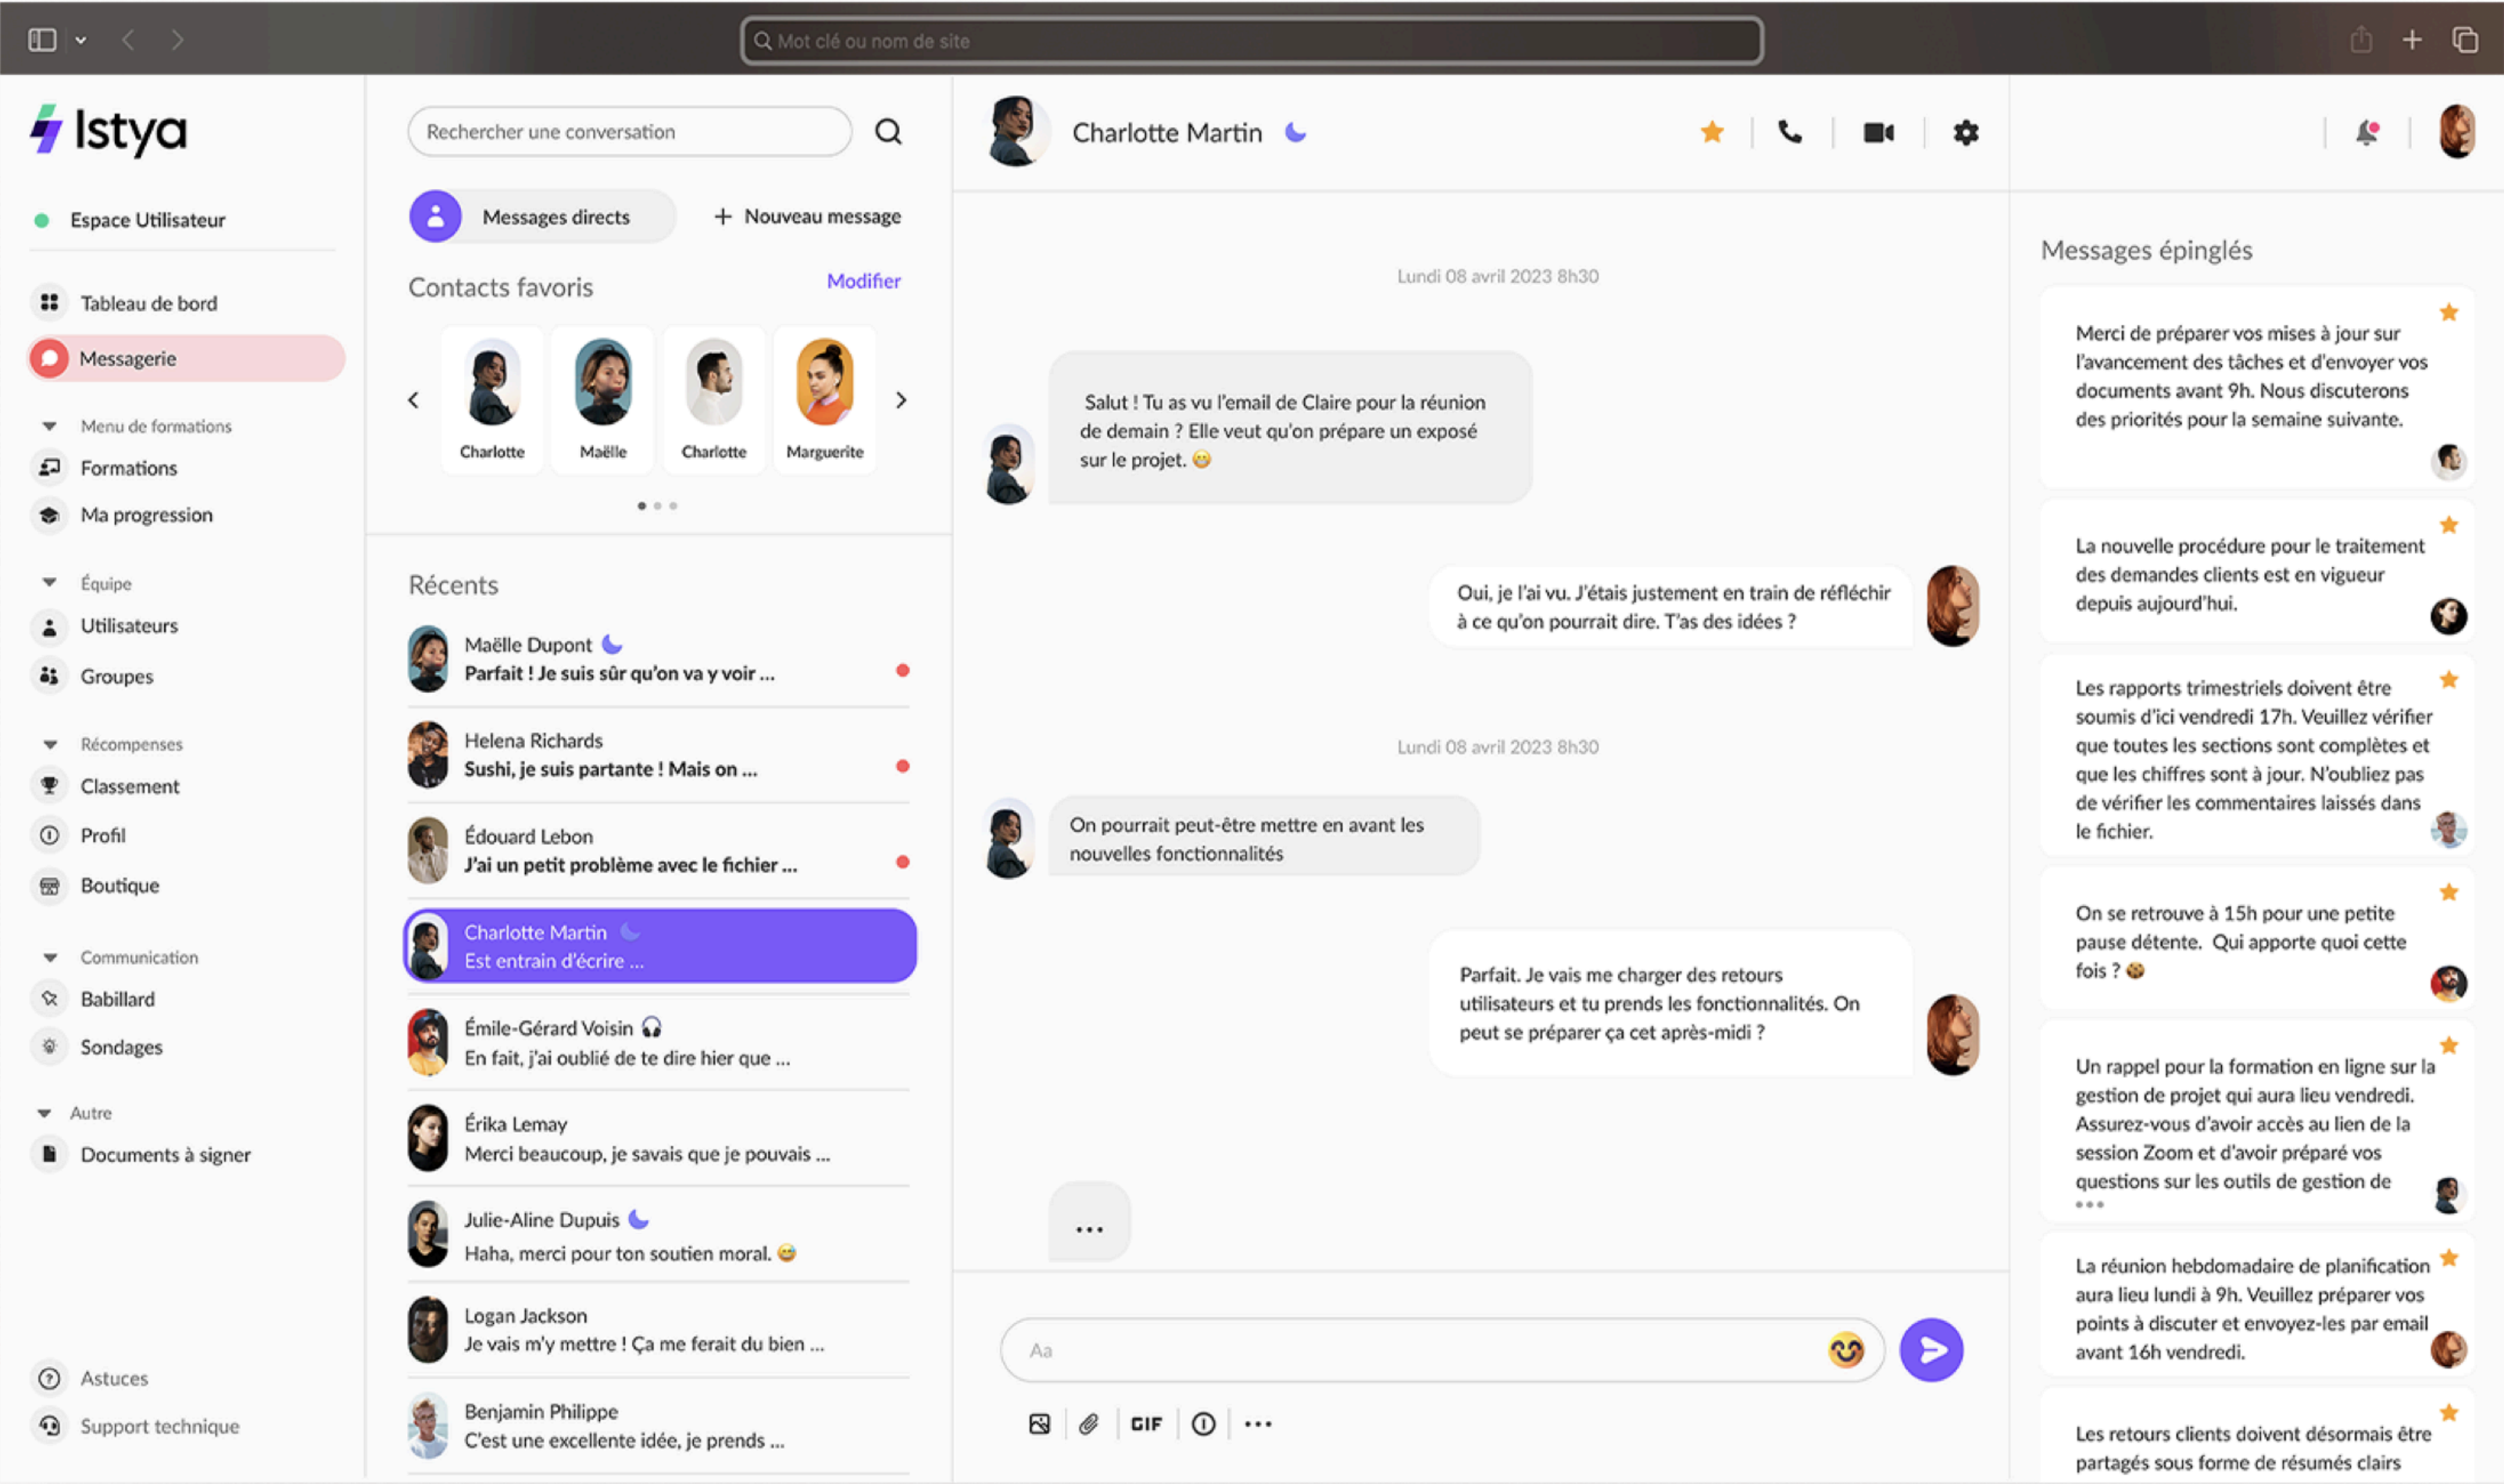 Mot clé ou nom de site
Istya
Espace Utilisateur
Tableau de bord
Messagerie
Menu de formations
Formations
Ma progression
Équipe
Utilisateurs
Groupes
Récompenses
Classement
Profil
Boutique
Communication
Babillard
Sondages
Autre
Documents à signer
Astuces
Support technique
Rechercher une conversation
Messages directs
+ Nouveau message
Contacts favoris
Modifier
Charlotte
Maëlle
Charlotte
Marguerite
Récents
Maëlle Dupont
Parfait ! Je suis sûr qu'on va y voir ...
Helena Richards
Sushi, je suis partante ! Mais on ...
Édouard Lebon
J'ai un petit problème avec le fichier ...
Charlotte Martin
Est entrain d'écrire ...
Émile-Gérard Voisin
En fait, j'ai oublié de te dire hier que ...
Érika Lemay
Merci beaucoup, je savais que je pouvais ...
Julie-Aline Dupuis
Haha, merci pour ton soutien moral. 😅
Logan Jackson
Je vais m'y mettre ! Ça me ferait du bien ...
Benjamin Philippe
C'est une excellente idée, je prends ...
Charlotte Martin
Lundi 08 avril 2023 8h30
Salut ! Tu as vu l'email de Claire pour la réunion
de demain ? Elle veut qu'on prépare un exposé
sur le projet. 😁
Oui, je l'ai vu. J'étais justement en train de réfléchir
à ce qu'on pourrait dire. T'as des idées ?
Lundi 08 avril 2023 8h30
On pourrait peut-être mettre en avant les
nouvelles fonctionnalités
Parfait. Je vais me charger des retours
utilisateurs et tu prends les fonctionnalités. On
peut se préparer ça cet après-midi ?
...
Aa
GIF
Messages épinglés
Merci de préparer vos mises à jour sur
l'avancement des tâches et d'envoyer vos
documents avant 9h. Nous discuterons
des priorités pour la semaine suivante.
La nouvelle procédure pour le traitement
des demandes clients est en vigueur
depuis aujourd'hui.
Les rapports trimestriels doivent être
soumis d'ici vendredi 17h. Veuillez vérifier
que toutes les sections sont complètes et
que les chiffres sont à jour. N'oubliez pas
de vérifier les commentaires laissés dans
le fichier.
On se retrouve à 15h pour une petite
pause détente. Qui apporte quoi cette
fois ? 🍪
Un rappel pour la formation en ligne sur la
gestion de projet qui aura lieu vendredi.
Assurez-vous d'avoir accès au lien de la
session Zoom et d'avoir préparé vos
questions sur les outils de gestion de
...
La réunion hebdomadaire de planification
aura lieu lundi à 9h. Veuillez préparer vos
points à discuter et envoyez-les par email
avant 16h vendredi.
Les retours clients doivent désormais être
partagés sous forme de résumés clairs